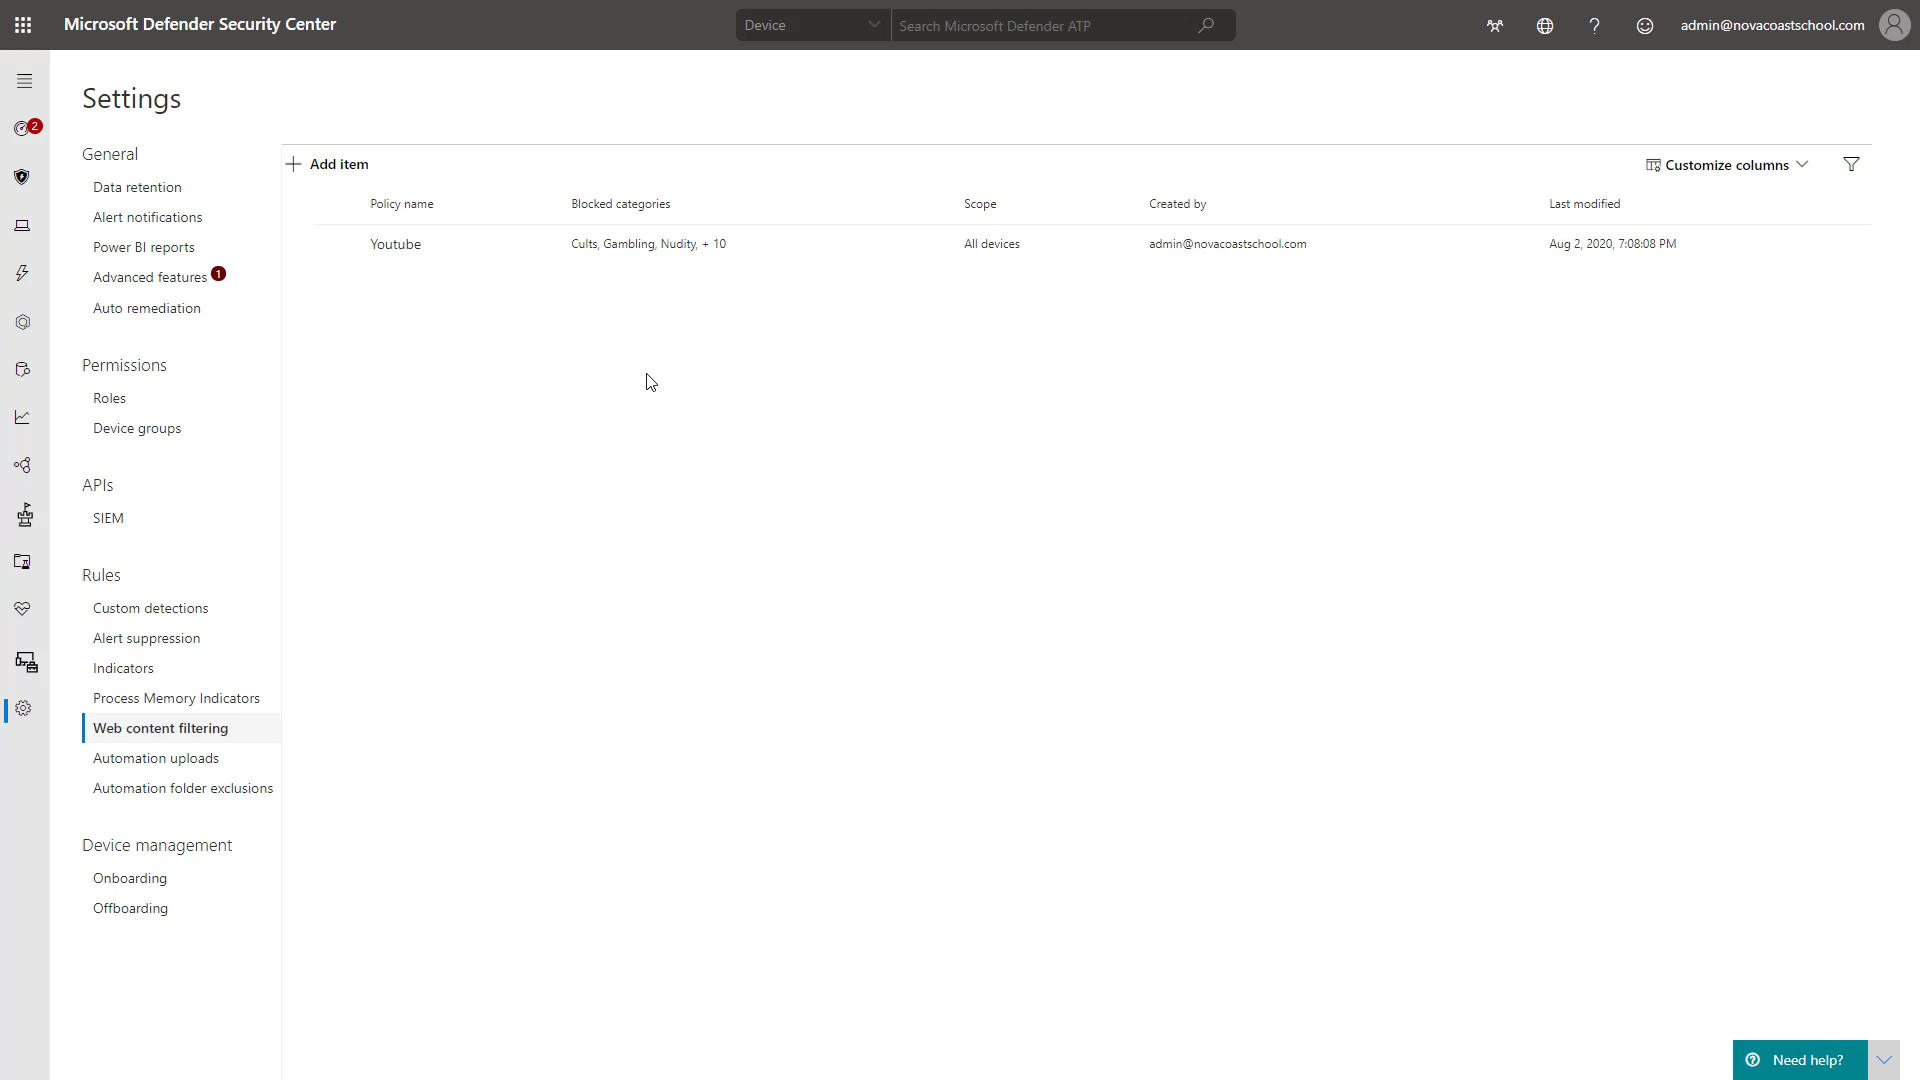 Microsoft Defender Security Center
Device
Search Microsoft Defender ATP
admin@novacoastschool.com
2
Settings
General
Data retention
Alert notifications
Power BI reports
Advanced features 1
Auto remediation
Permissions
Roles
Device groups
APIs
SIEM
Rules
Custom detections
Alert suppression
Indicators
Process Memory Indicators
Web content filtering
Automation uploads
Automation folder exclusions
Device management
Onboarding
Offboarding
Add item
Customize columns
Policy name Blocked categories Scope Created by Last modified
Youtube Cults, Gambling, Nudity, + 10 All devices admin@novacoastschool.com Aug 2, 2020, 7:08:08 PM
Need help?